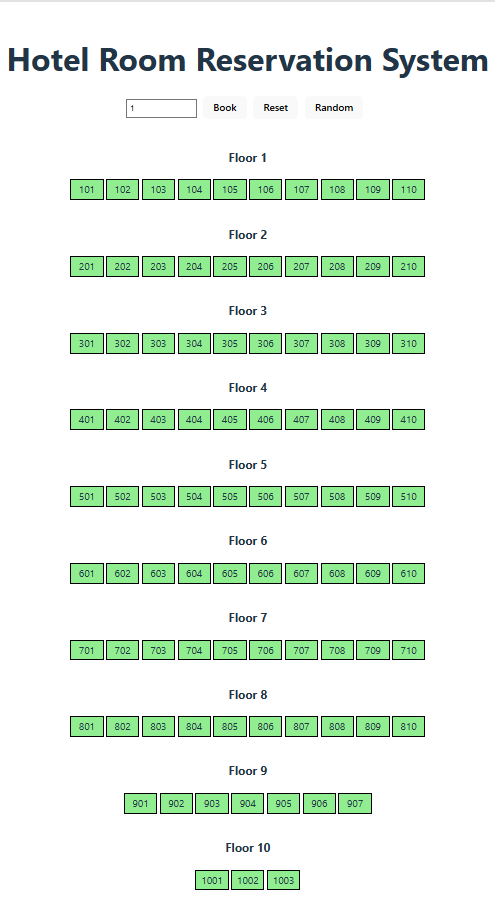 Hotel Room Reservation System
1 Book Reset Random
Floor 1
101 102 103 104 105 106 107 108 109 110
Floor 2
201 202 203 204 205 206 207 208 209 210
Floor 3
301 302 303 304 305 306 307 308 309 310
Floor 4
401 402 403 404 405 406 407 408 409 410
Floor 5
501 502 503 504 505 506 507 508 509 510
Floor 6
601 602 603 604 605 606 607 608 609 610
Floor 7
701 702 703 704 705 706 707 708 709 710
Floor 8
801 802 803 804 805 806 807 808 809 810
Floor 9
901 902 903 904 905 906 907
Floor 10
1001 1002 1003